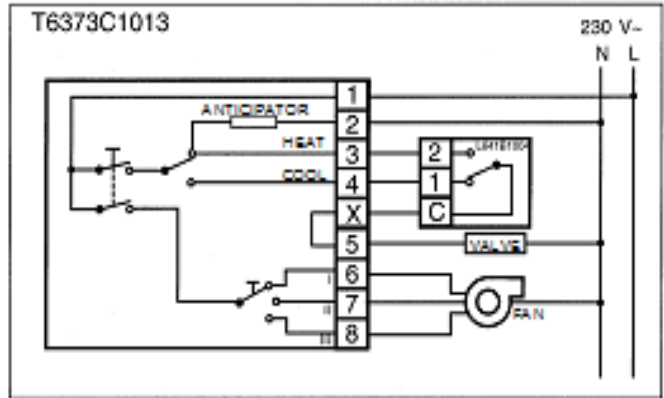 T6373C1013
230 V~
N L
1
ANTICIPATOR
2
HEAT
3
2
COOL
4
1
X
C
5
VALVE
I
6
II
7
FAN
III
8